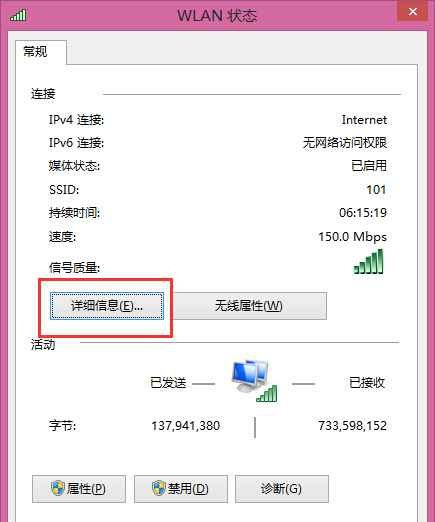 WLAN 状态
常规
连接
IPv4 连接: Internet
IPv6 连接: 无网络访问权限
媒体状态: 已启用
SSID: 101
持续时间: 06:15:19
速度: 150.0 Mbps
信号质量:
详细信息(E)... 无线属性(W)
活动
已发送 — — 已接收
字节: 137,941,380 | 733,598,152
属性(P) 禁用(D) 诊断(G)